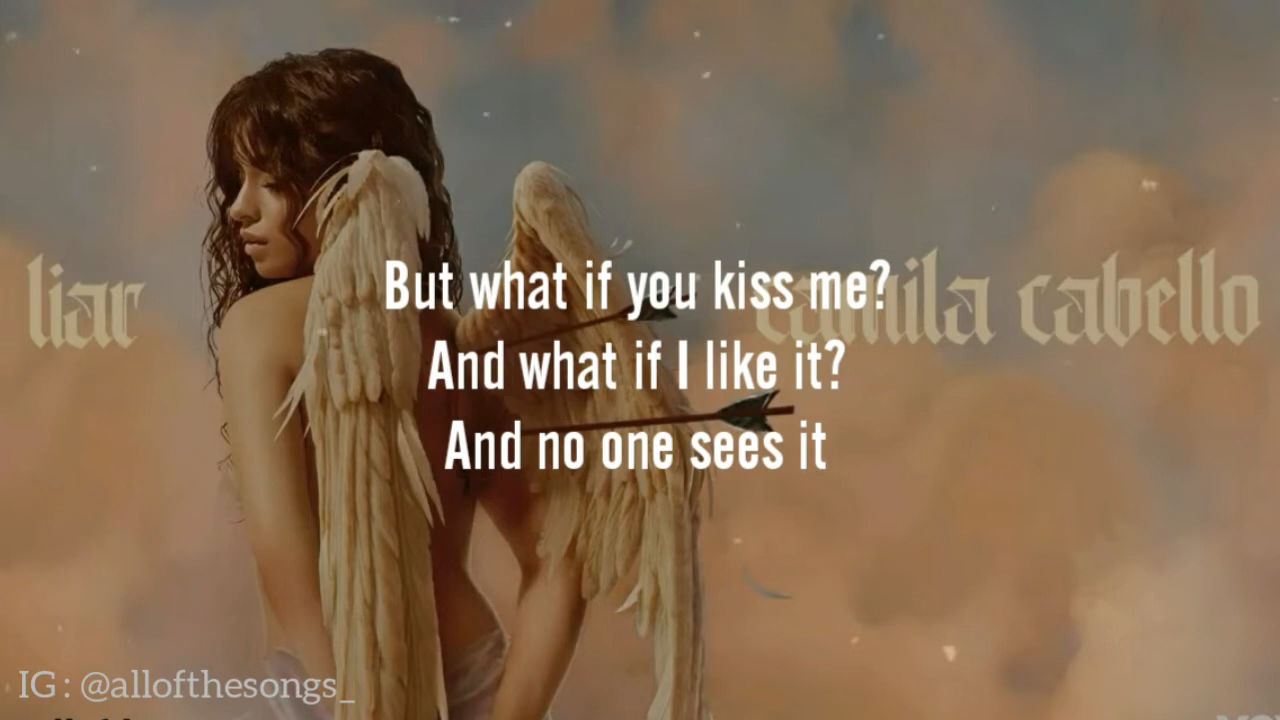 liar
camila cabello
But what if you kiss me?
And what if I like it?
And no one sees it
IG : @allofthesongs_